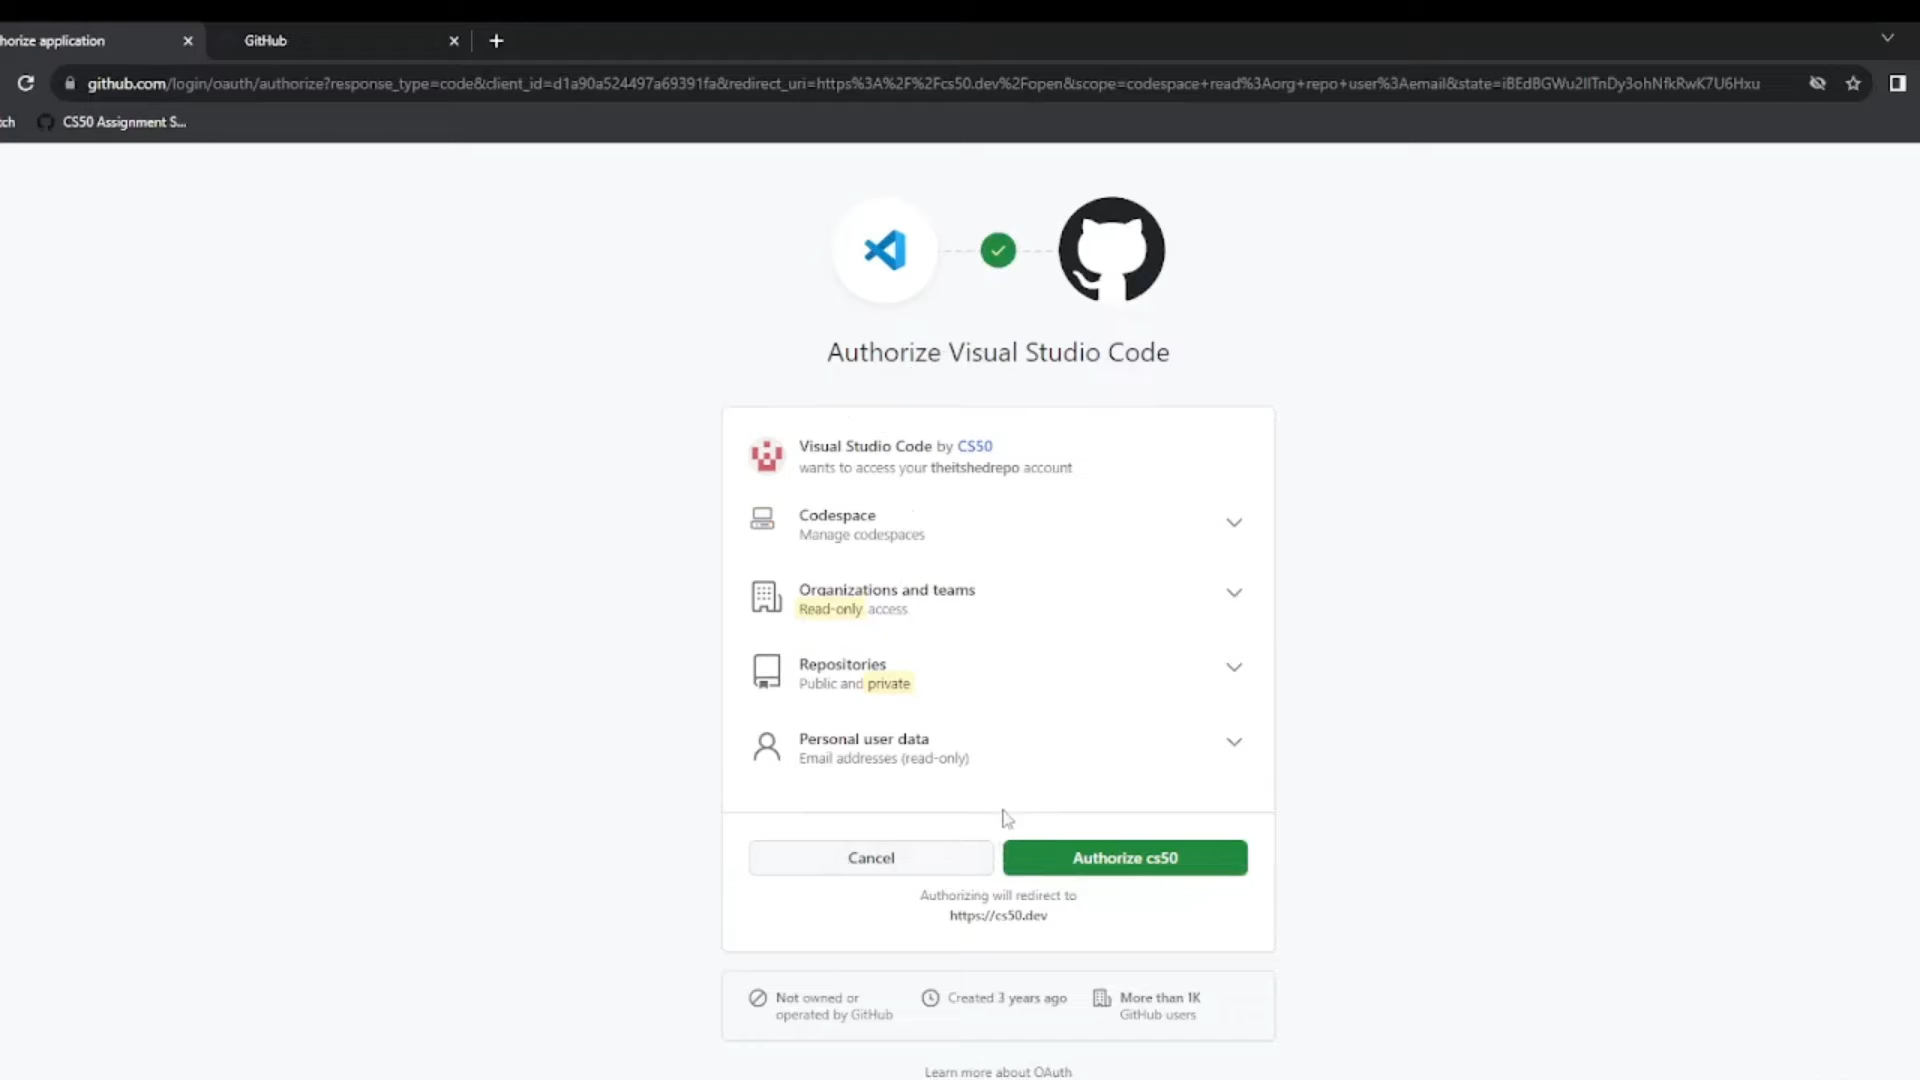 horize application
GitHub
github.com/login/oauth/authorize?response_type=code&client_id=d1a90a524497a69391fa&redirect_uri=https%3A%2F%2Fcs50.dev%2Fopen&scope=codespace+read%3Aorg+repo+user%3Aemail&state=
tch
CS50 Assignment S...
Authorize Visual Studio Code
Visual Studio Code by CS50
wants to access your theitshedrepo account
Codespace
Manage codespaces
Organizations and teams
Read-only access
Repositories
Public and private
Personal user data
Email addresses (read-only)
Cancel
Authorize cs50
Authorizing will redirect to
https://cs50.dev
Not owned or
operated by GitHub
Created 3 years ago
More than 1K
GitHub users
Learn more about OAuth